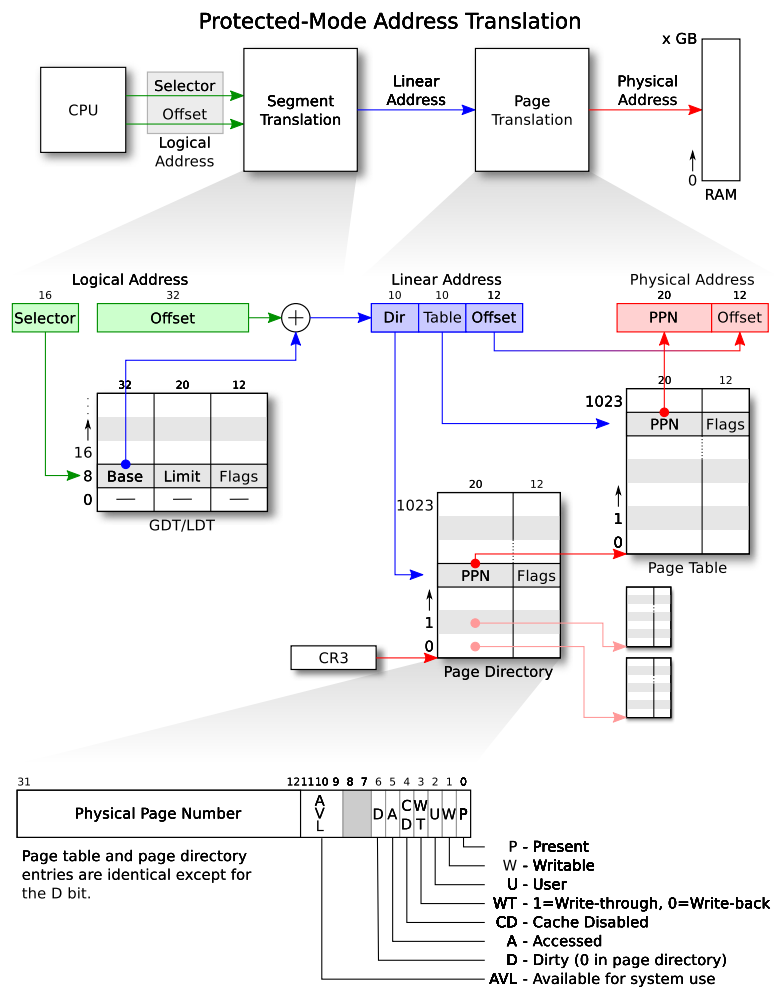 Protected-Mode Address Translation
x GB
CPU
Selector
Offset
Logical
Address
Segment
Translation
Linear
Address
Page
Translation
Physical
Address
0
RAM
Logical Address
Linear Address
Physical Address
16
32
10
10
12
20
12
Selector
Offset
Dir
Table
Offset
PPN
Offset
32
20
12
16
8
0
Base
Limit
Flags
GDT/LDT
20
12
1023
PPN
Flags
1
0
Page Table
20
12
1023
PPN
Flags
1
0
Page Directory
CR3
31
12
11
10
9
8
7
6
5
4
3
2
1
0
Physical Page Number
AVL
D
A
CD
WT
U
W
P
Page table and page directory
entries are identical except for
the D bit.
P - Present
W - Writable
U - User
WT - 1=Write-through, 0=Write-back
CD - Cache Disabled
A - Accessed
D - Dirty (0 in page directory)
AVL - Available for system use